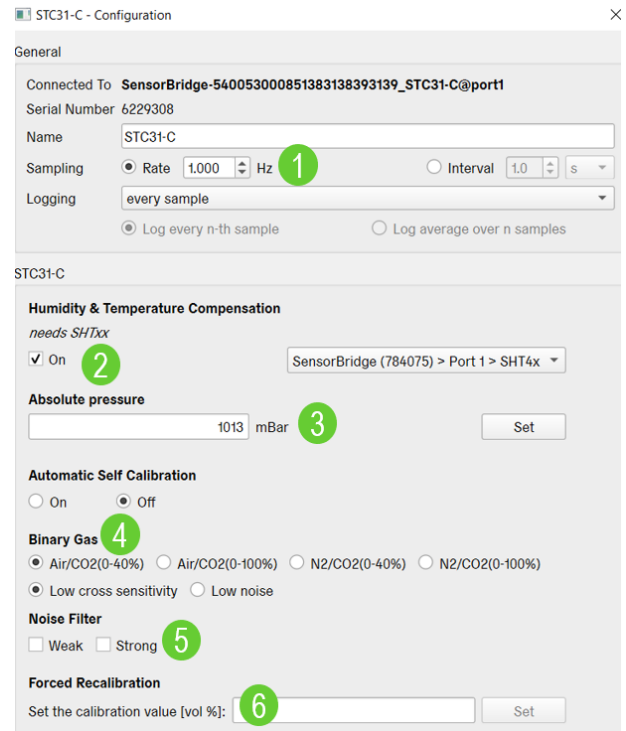 STC31-C - Configuration
General
Connected To SensorBridge-540053000851383138393139_STC31-C@port1
Serial Number 6229308
Name STC31-C
Sampling Rate 1.000 Hz 1 Interval 1.0 s
Logging every sample
Log every n-th sample Log average over n samples
STC31-C
Humidity & Temperature Compensation
needs SHTxx
On 2 SensorBridge (784075) > Port 1 > SHT4x
Absolute pressure
1013 mBar 3 Set
Automatic Self Calibration
On Off
Binary Gas 4
Air/CO2(0-40%) Air/CO2(0-100%) N2/CO2(0-40%) N2/CO2(0-100%)
Low cross sensitivity Low noise
Noise Filter
Weak Strong 5
Forced Recalibration
Set the calibration value [vol %]: 6 Set